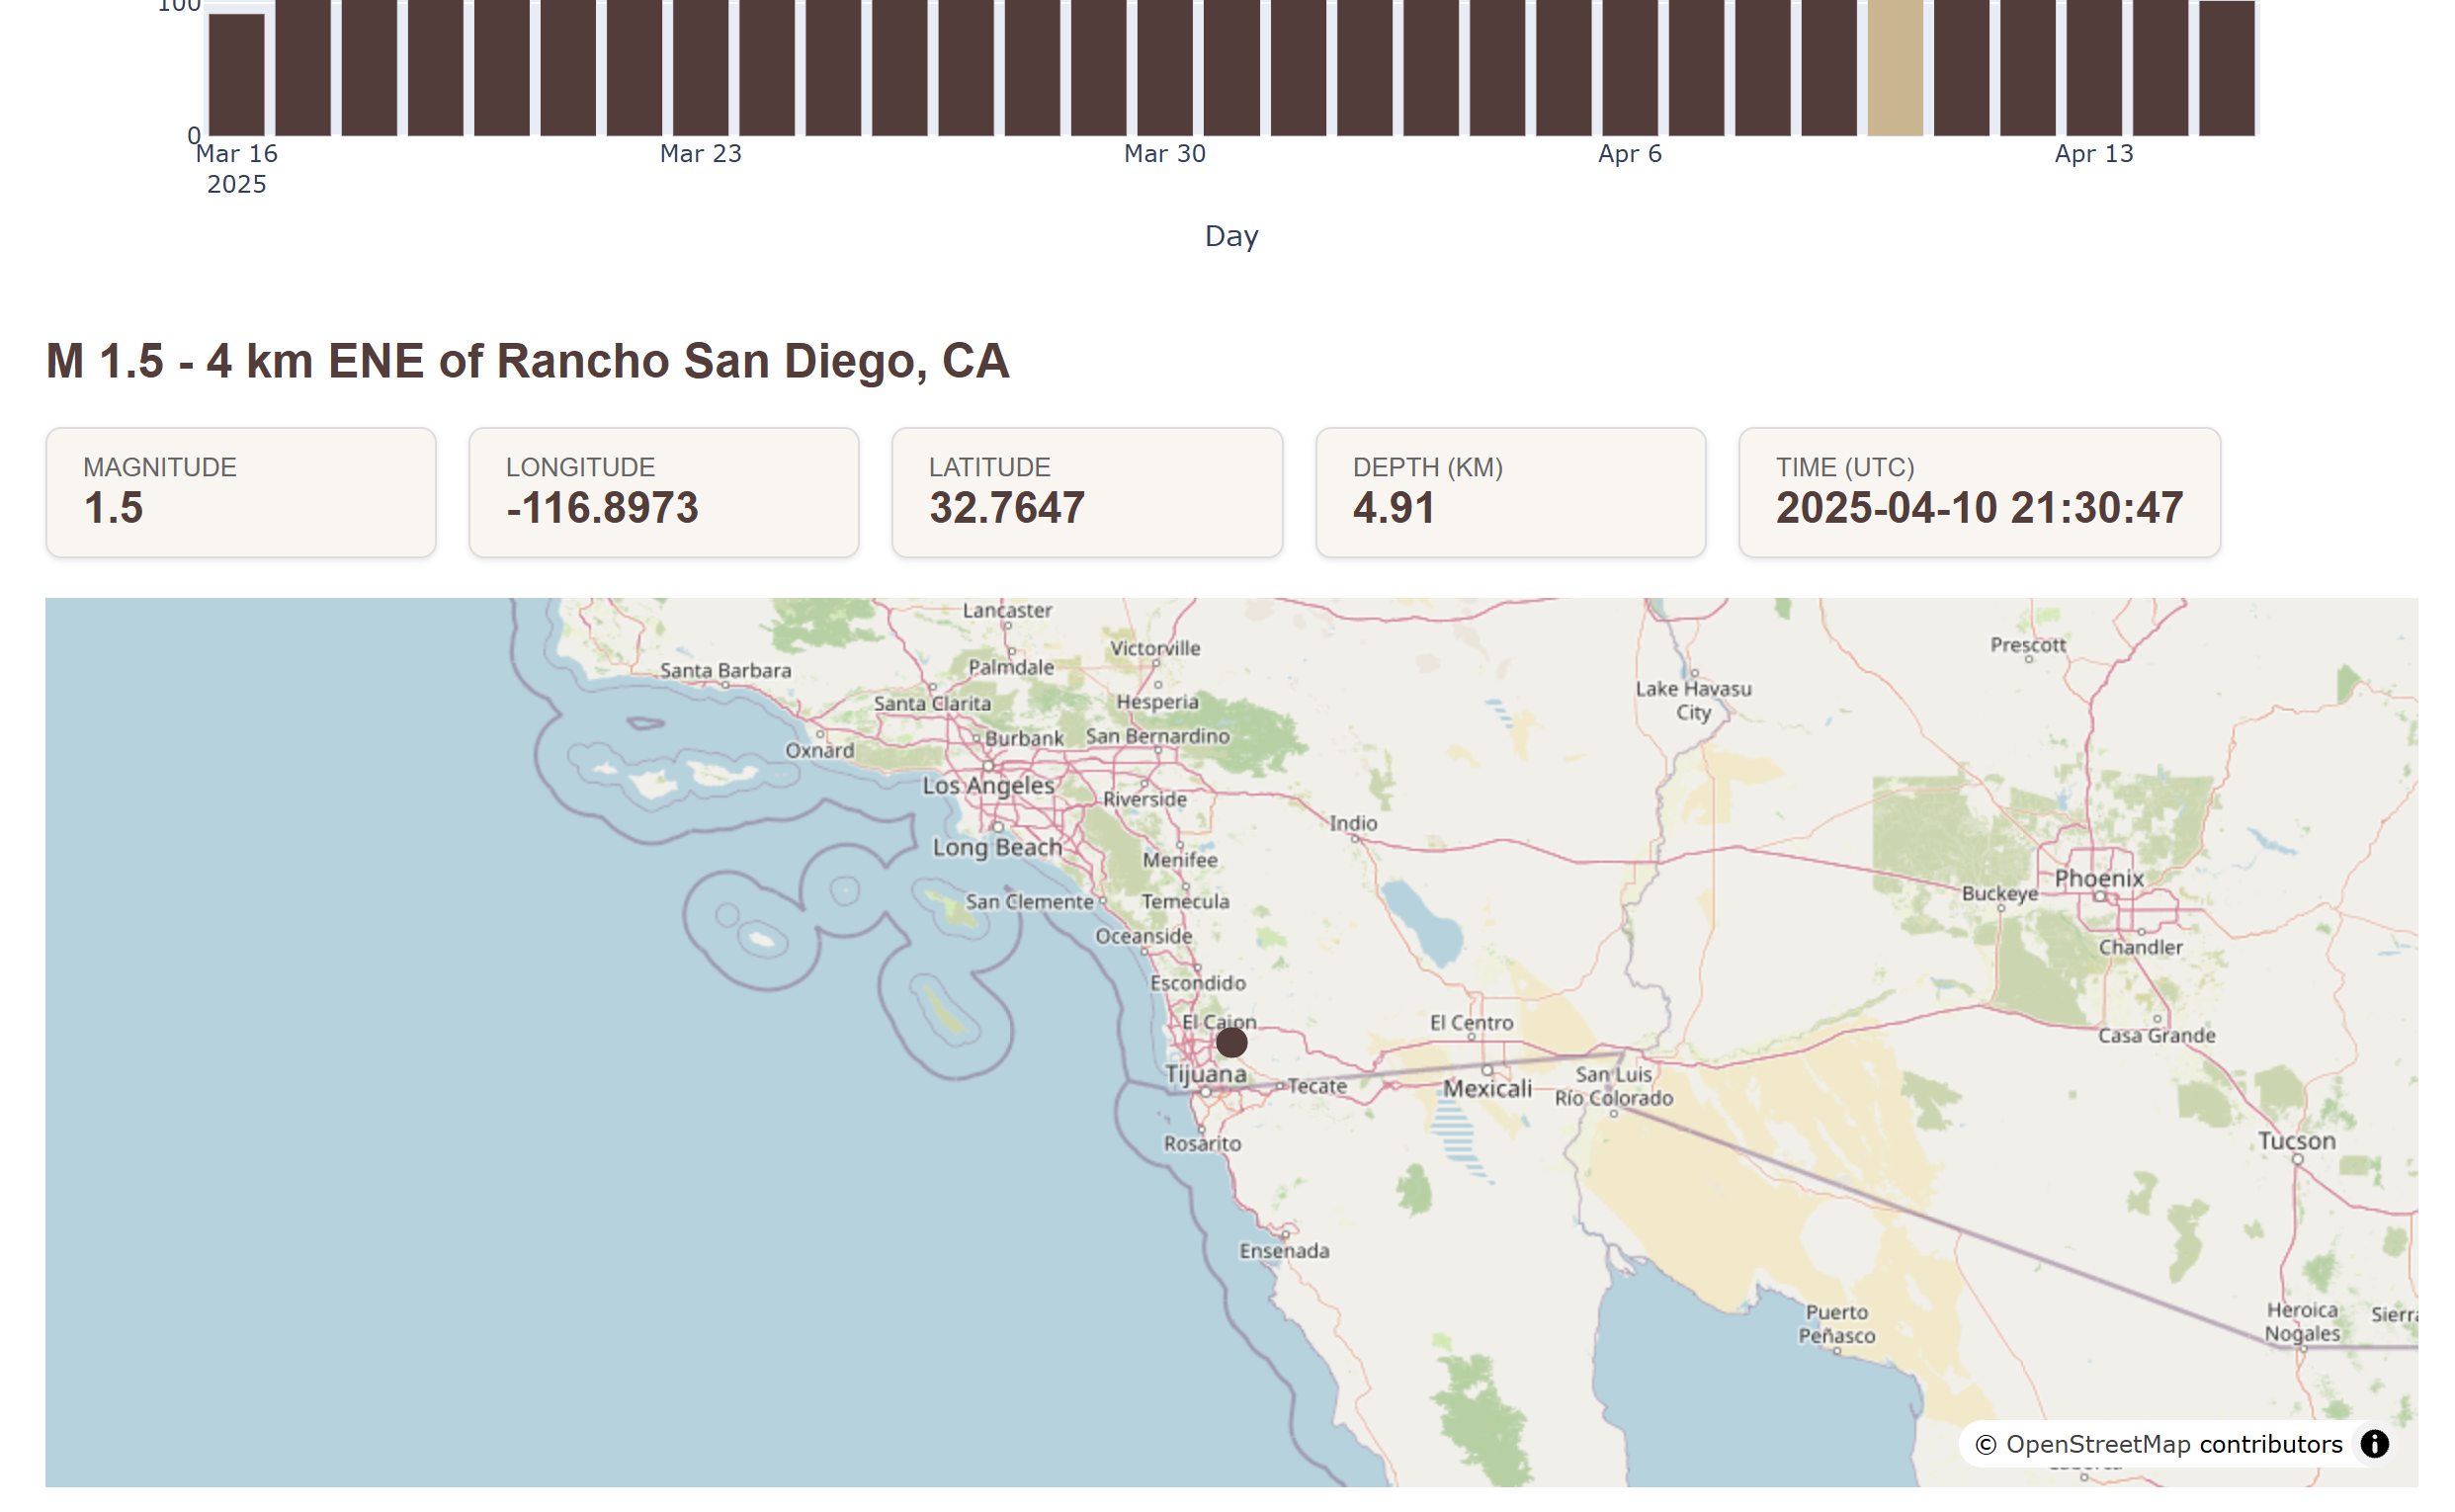 100
0
Mar 16
2025
Mar 23
Mar 30
Apr 6
Apr 13
Day
M 1.5 - 4 km ENE of Rancho San Diego, CA
MAGNITUDE
1.5
LONGITUDE
-116.8973
LATITUDE
32.7647
DEPTH (KM)
4.91
TIME (UTC)
2025-04-10 21:30:47
Lancaster
Victorville
Prescott
Palmdale
Santa Barbara
Lake Havasu
City
Santa Clarita
Hesperia
Burbank
San Bernardino
Oxnard
Los Angeles
Riverside
Indio
Long Beach
Menifee
Phoenix
Buckeye
San Clemente
Temecula
Oceanside
Chandler
Escondido
El Cajon
El Centro
Casa Grande
Tijuana
Tecate
Mexicali
San Luis
Río Colorado
Rosarito
Tucson
Ensenada
Puerto
Peñasco
Heroica
Nogales
Sierra
© OpenStreetMap contributors